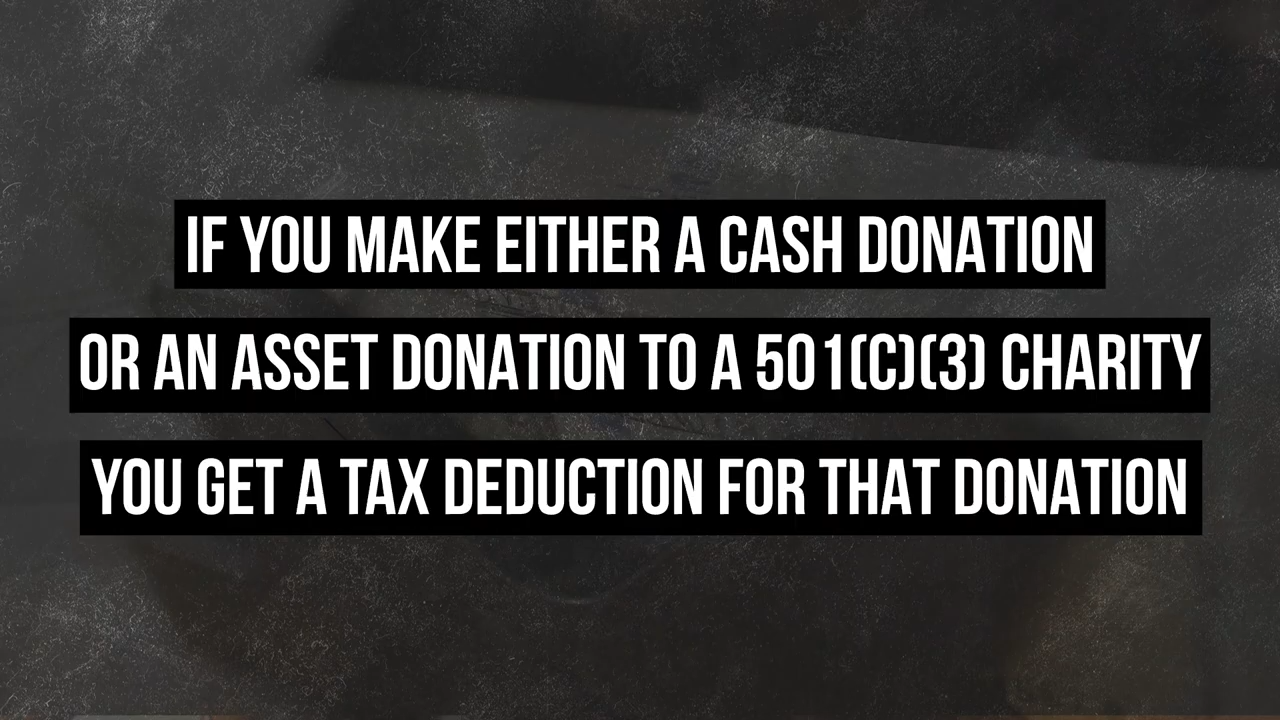 IF YOU MAKE EITHER A CASH DONATION
OR AN ASSET DONATION TO A 501(C)(3) CHARITY
YOU GET A TAX DEDUCTION FOR THAT DONATION